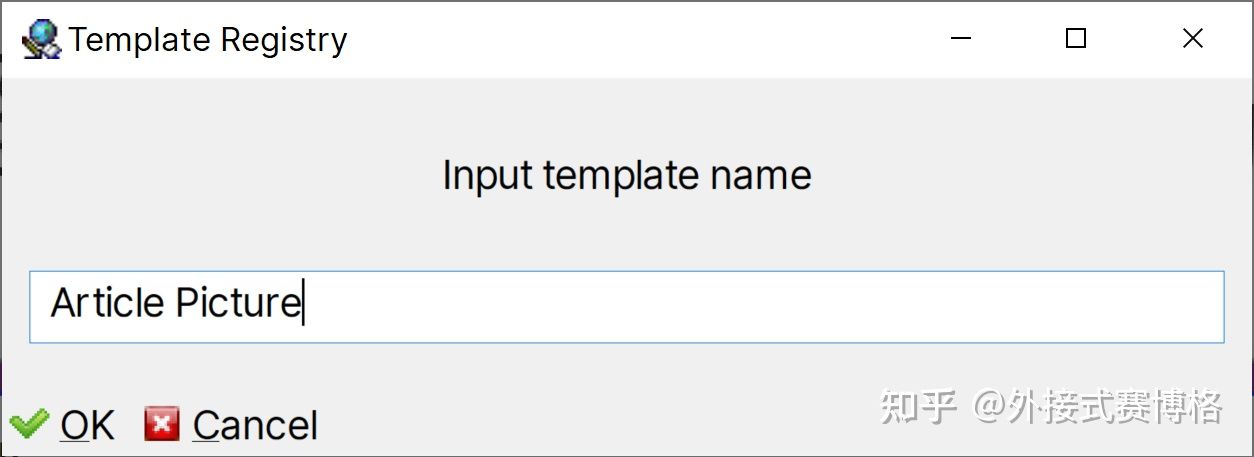 Template Registry
Input template name
Article Picture
OK Cancel
知乎 @外接式赛博格